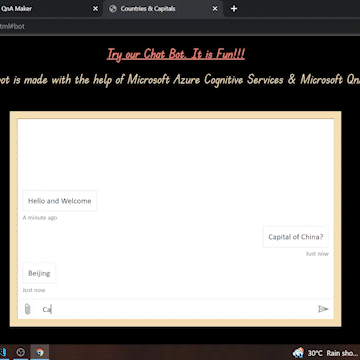 QnA Maker
Countries & Capitals
html#bot
Try our Chat Bot. It is Fun!!!
bot is made with the help of Microsoft Azure Cognitive Services & Microsoft Qn
Hello and Welcome
A minute ago
Capital of China?
Just now
Beijing
Just now
Ca
30°C Rain sho...